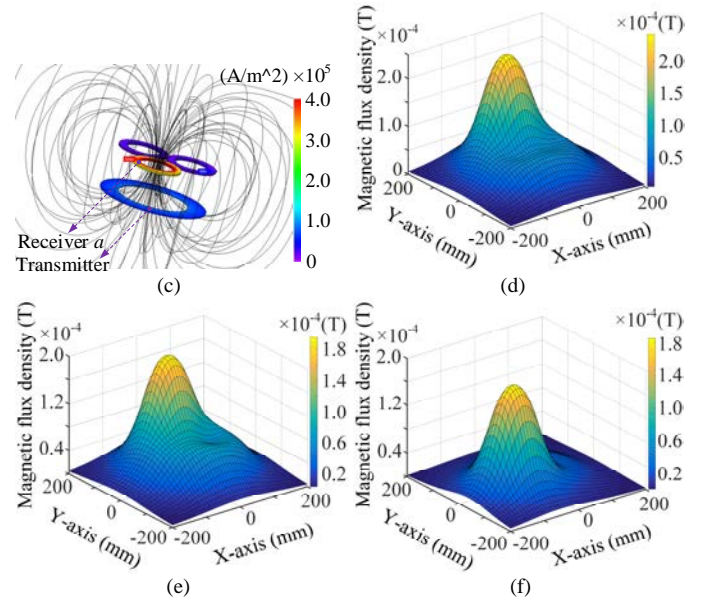 (A/m^2) ×10⁵
4.0
3.0
2.0
1.0
0
Receiver a
Transmitter
(c)
Magnetic flux density (T)
×10⁻⁴
2.0
1.0
0
200
0
-200
Y-axis (mm)
-200
0
200
X-axis (mm)
×10⁻⁴(T)
2.0
1.5
1.0
0.5
(d)
Magnetic flux density (T)
×10⁻⁴
2.0
1.2
0.4
200
0
-200
Y-axis (mm)
-200
0
200
X-axis (mm)
×10⁻⁴(T)
1.8
1.4
1.0
0.6
0.2
(e)
Magnetic flux density (T)
×10⁻⁴
2.0
1.2
0.4
200
0
-200
Y-axis (mm)
-200
0
200
X-axis (mm)
×10⁻⁴(T)
1.8
1.4
1.0
0.6
0.2
(f)